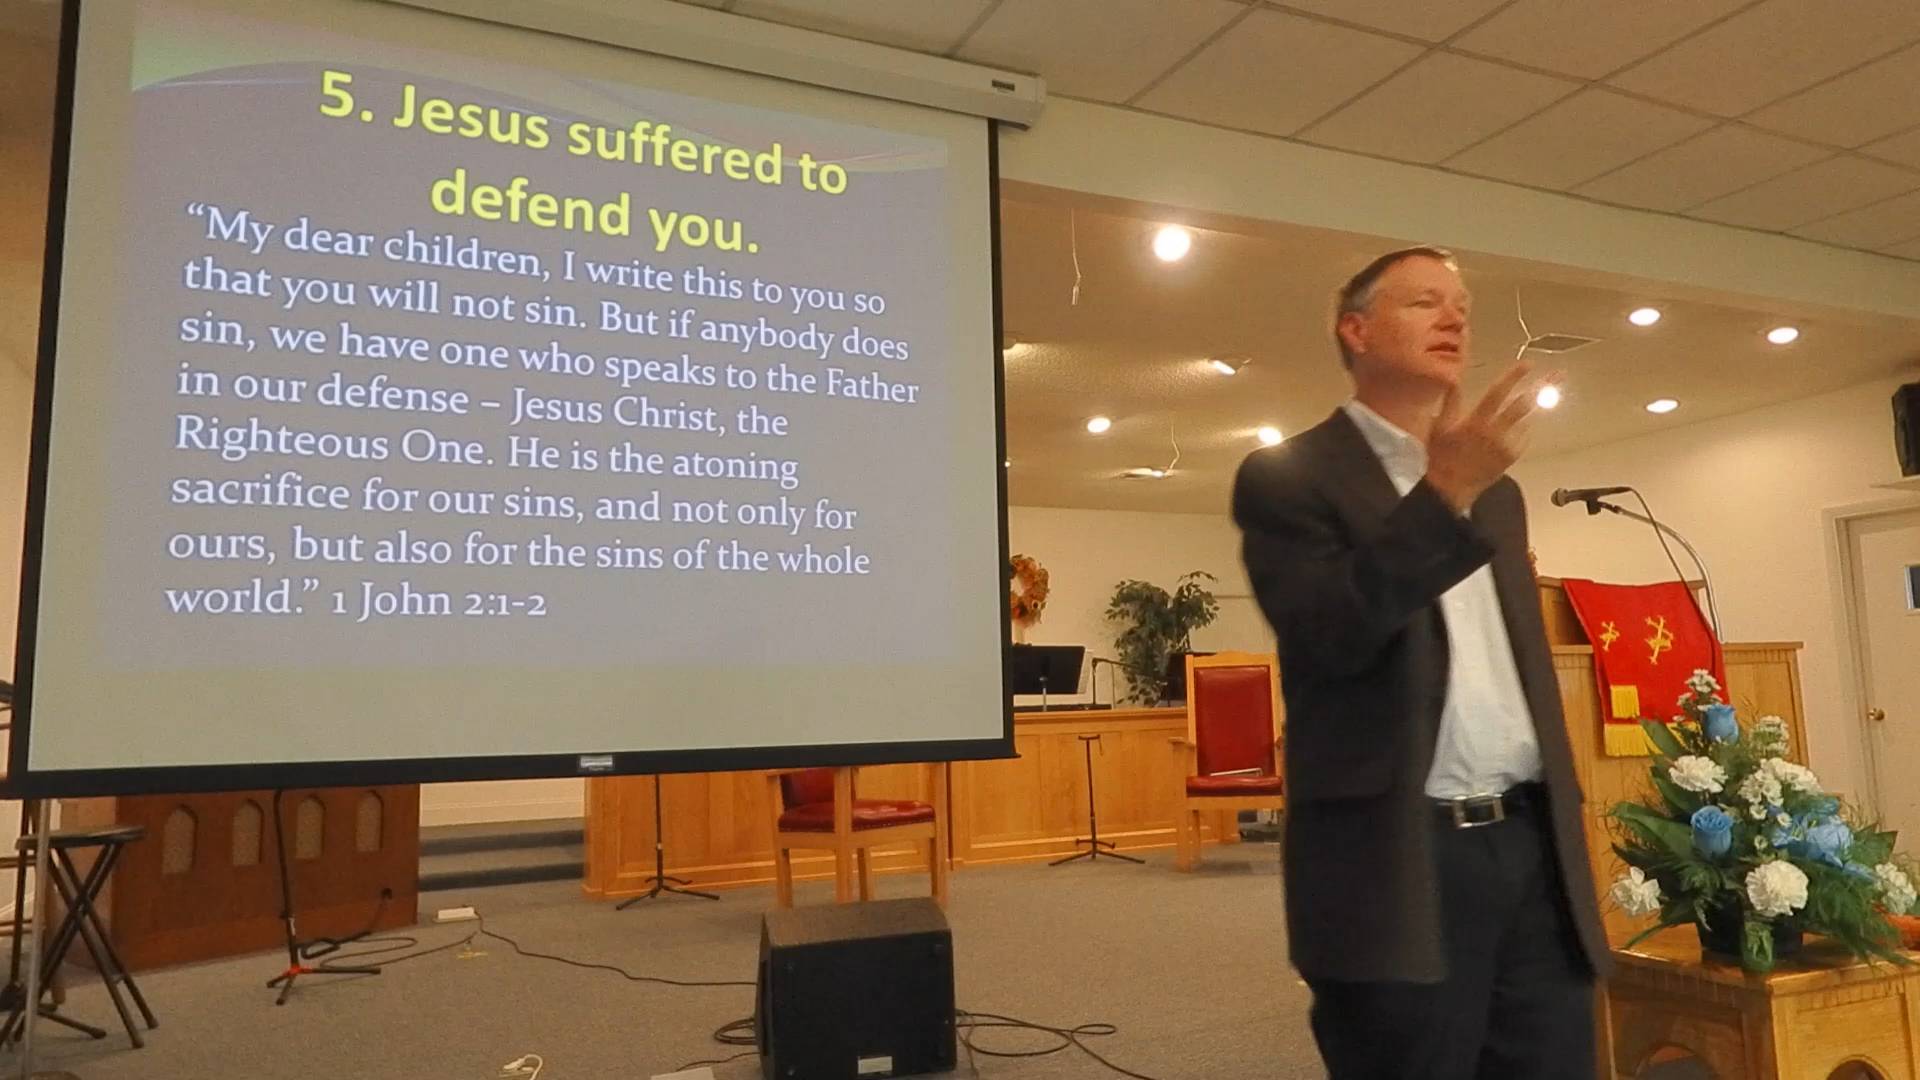 5. Jesus suffered to
defend you.
“My dear children, I write this to you so
that you will not sin. But if anybody does
sin, we have one who speaks to the Father
in our defense – Jesus Christ, the
Righteous One. He is the atoning
sacrifice for our sins, and not only for
ours, but also for the sins of the whole
world.” 1 John 2:1-2